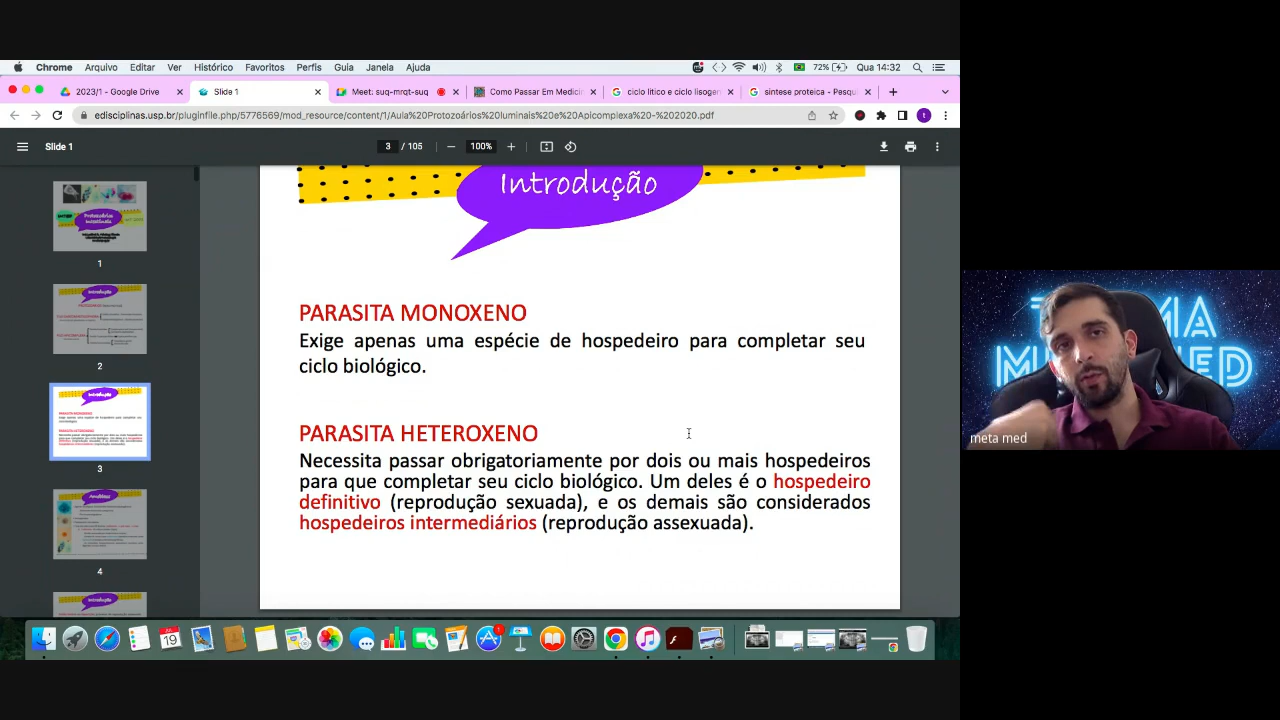 Chrome Arquivo Editar Ver Histórico Favoritos Perfis Guia Janela Ajuda
72% Qua 14:32
2023/1 - Google Drive
Slide 1
Meet: suq-mrqt-suq
Como Passar Em Medicin
ciclo lítico e ciclo lisogen
sintese proteica - Pesqu
edisciplinas.usp.br/pluginfile.php/5776569/mod_resource/content/1/Aula%20Protozoários%20luminais%20e%20Apicomplexa%20-%202020.pdf
Slide 1
3 / 105
100%
Introdução
PARASITA MONOXENO
Exige apenas uma espécie de hospedeiro para completar seu
ciclo biológico.
PARASITA HETEROXENO
Necessita passar obrigatoriamente por dois ou mais hospedeiros
para que completar seu ciclo biológico. Um deles é o hospedeiro
definitivo (reprodução sexuada), e os demais são considerados
hospedeiros intermediários (reprodução assexuada).
1
2
3
4
meta med